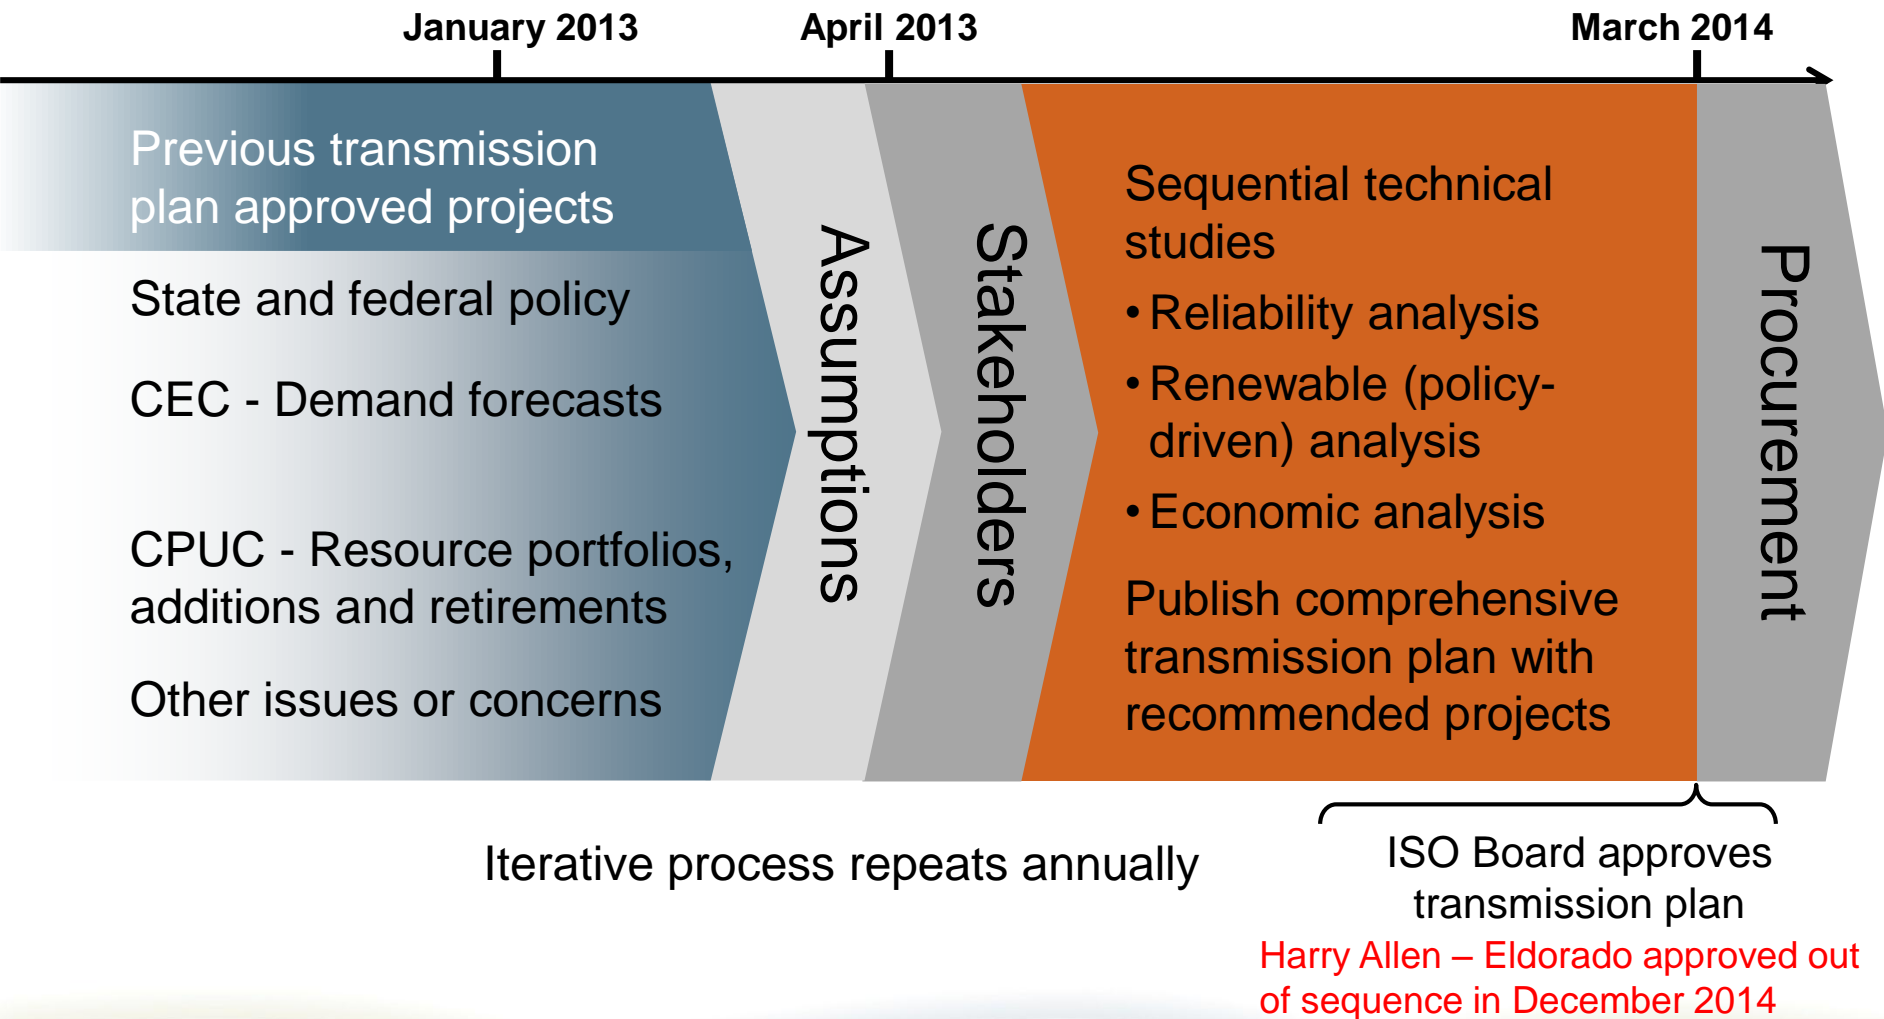 January 2013
April 2013
March 2014
Previous transmission
plan approved projects
State and federal policy
CEC - Demand forecasts
CPUC - Resource portfolios,
additions and retirements
Other issues or concerns
Assumptions
Stakeholders
Sequential technical
studies
• Reliability analysis
• Renewable (policy-
driven) analysis
• Economic analysis
Publish comprehensive
transmission plan with
recommended projects
Procurement
Iterative process repeats annually
ISO Board approves
transmission plan
Harry Allen – Eldorado approved out
of sequence in December 2014